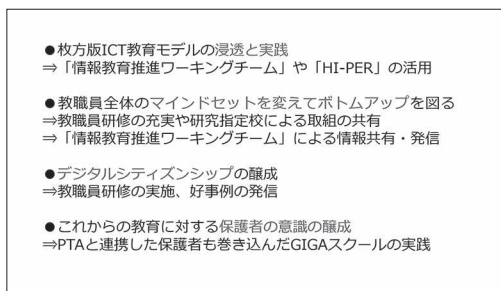 ●枚方版ICT教育モデルの浸透と実践
⇒「情報教育推進ワーキングチーム」や「HI-PER」の活用
●教職員全体のマインドセットを変えてボトムアップを図る
⇒教職員研修の充実や研究指定校による取組の共有
⇒「情報教育推進ワーキングチーム」による情報共有・発信
●デジタルシティズンシップの醸成
⇒教職員研修の実施、好事例の発信
●これからの教育に対する保護者の意識の醸成
⇒PTAと連携した保護者も巻き込んだGIGAスクールの実践